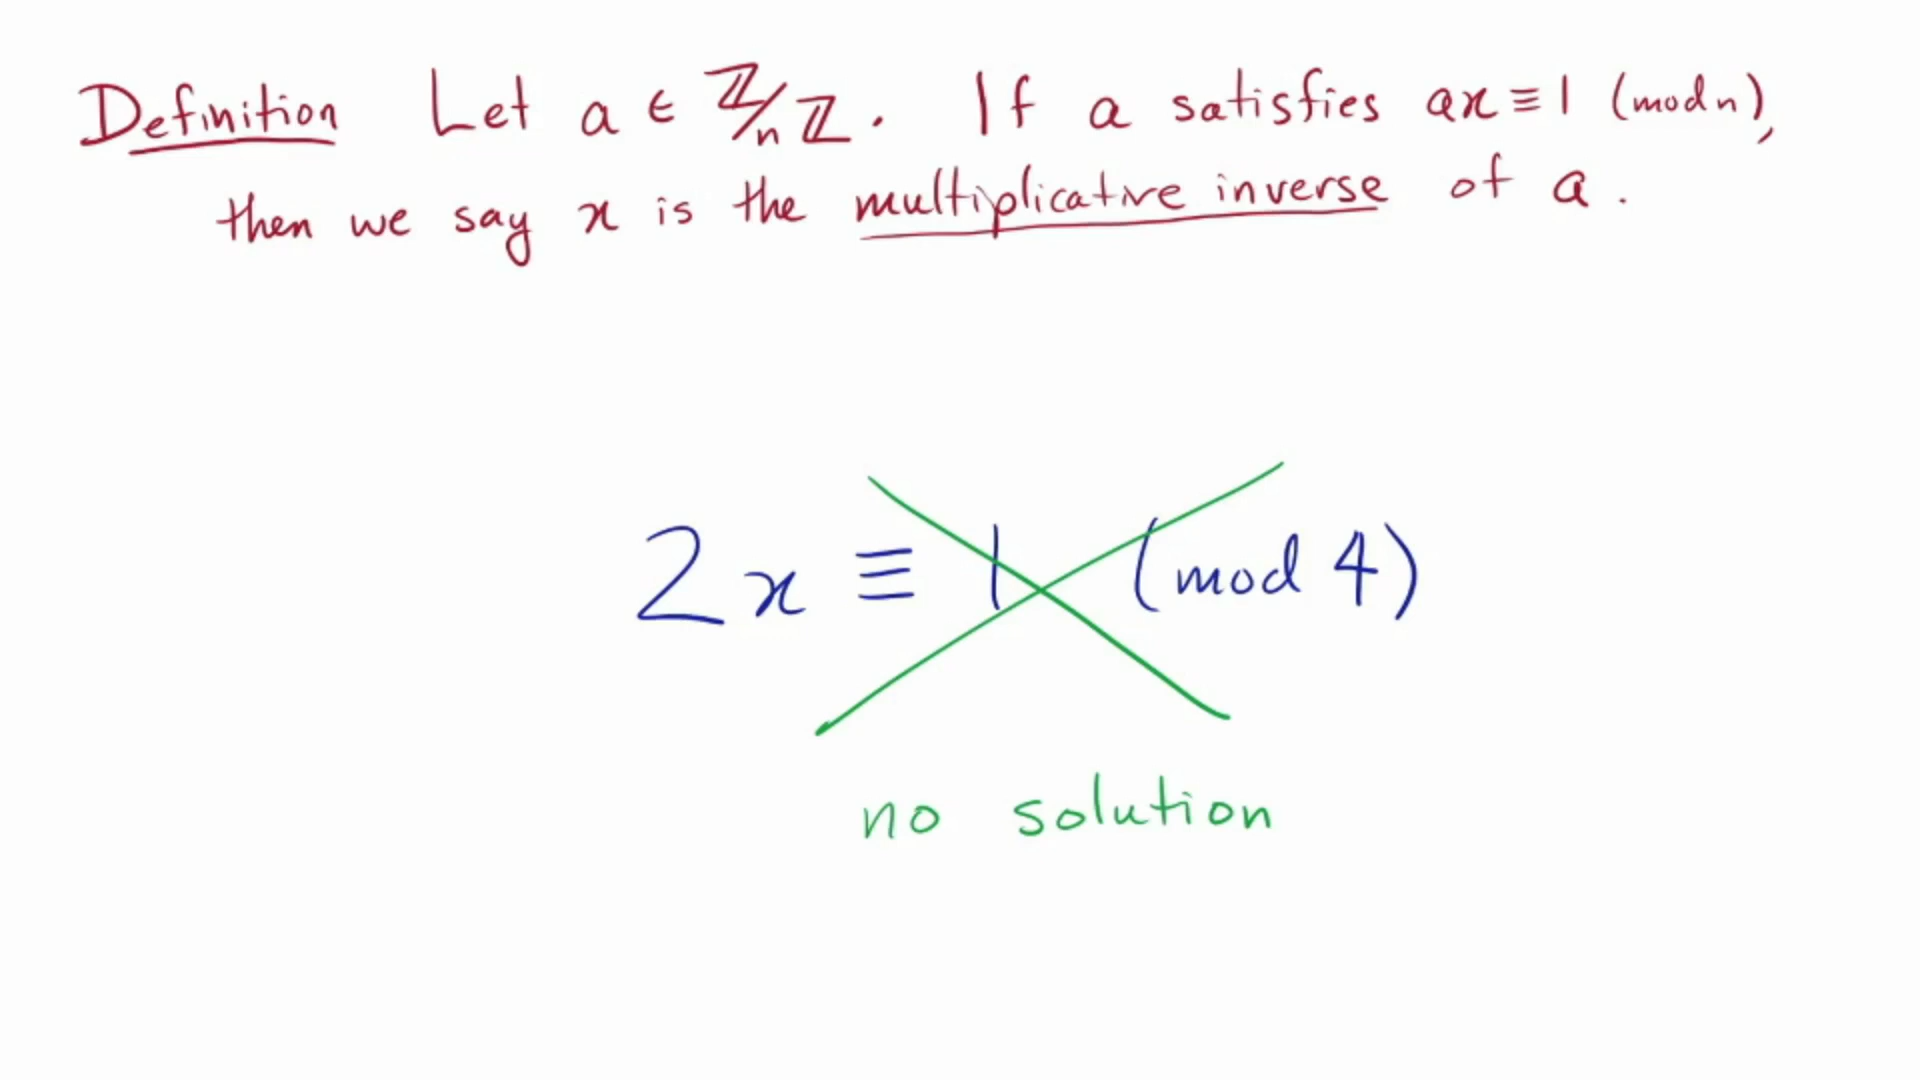 Definition Let a ∈ ℤ/nℤ. If a satisfies ax ≡ 1 (mod n),
then we say x is the multiplicative inverse of a.
2x ≡ 1 (mod 4)
no solution